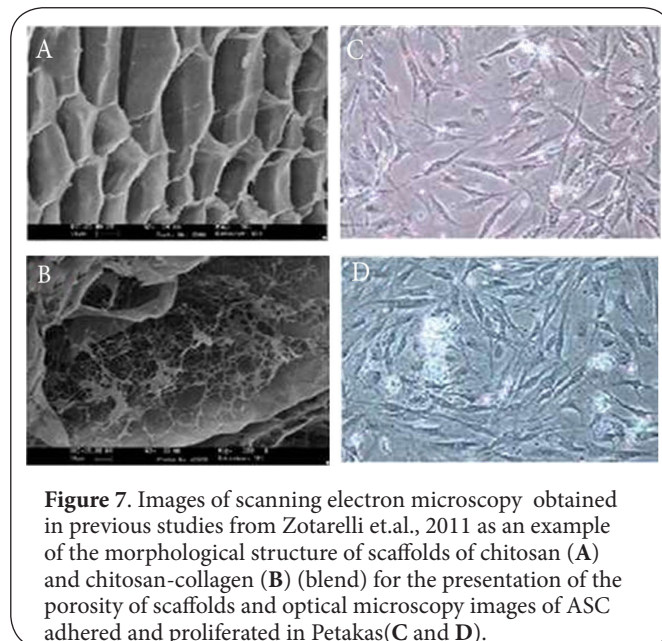 A
C
B
D
Figure 7. Images of scanning electron microscopy obtained
in previous studies from Zotarelli et.al., 2011 as an example
of the morphological structure of scaffolds of chitosan (A)
and chitosan-collagen (B) (blend) for the presentation of the
porosity of scaffolds and optical microscopy images of ASC
adhered and proliferated in Petakas(C and D).